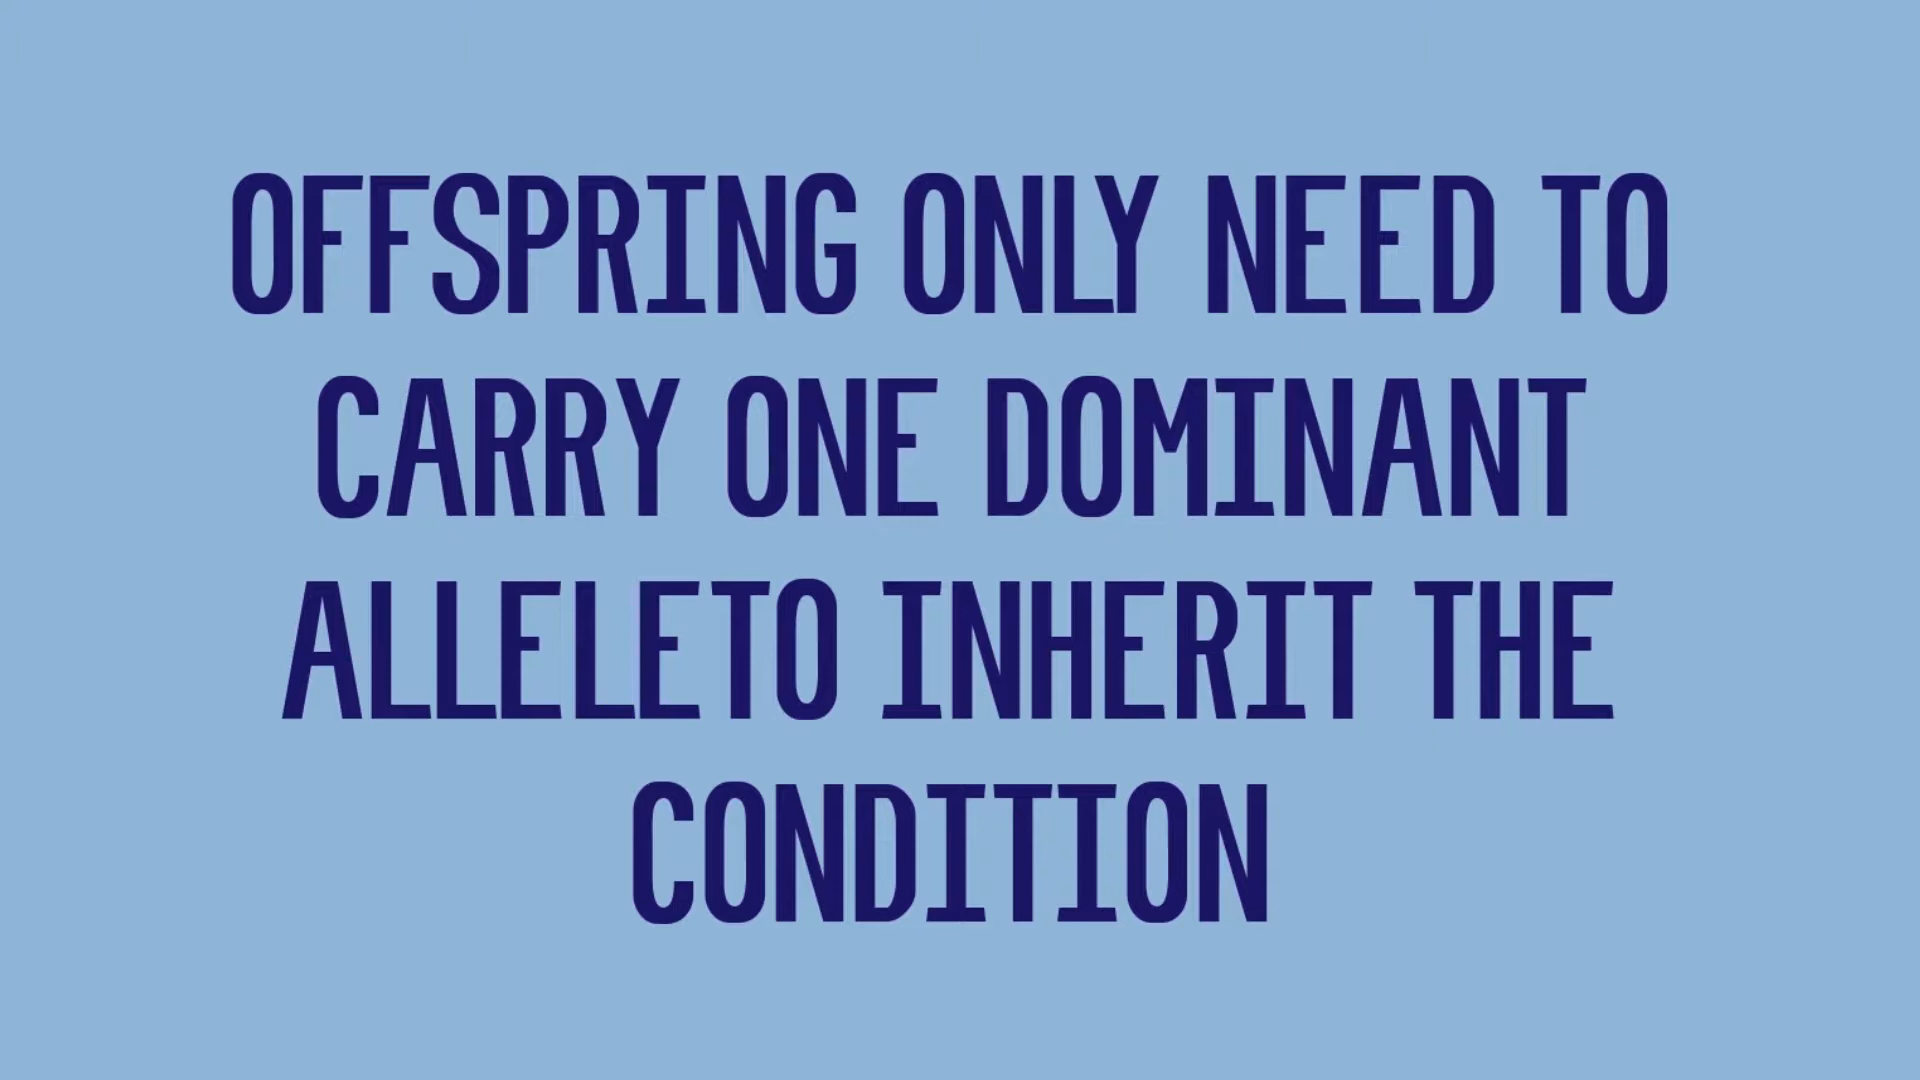 OFFSPRING ONLY NEED TO
CARRY ONE DOMINANT
ALLELETO INHERIT THE
CONDITION